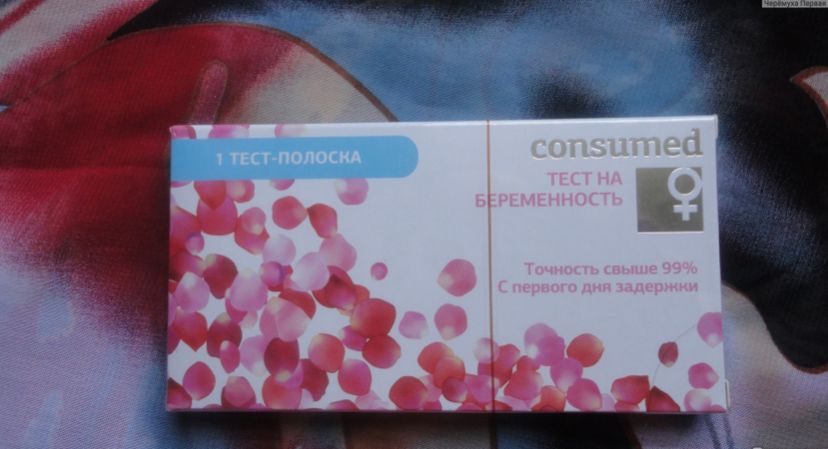 Черёмуха Первая
1 ТЕСТ-ПОЛОСКА
consumed
ТЕСТ НА
БЕРЕМЕННОСТЬ
Точность свыше 99%
С первого дня задержки